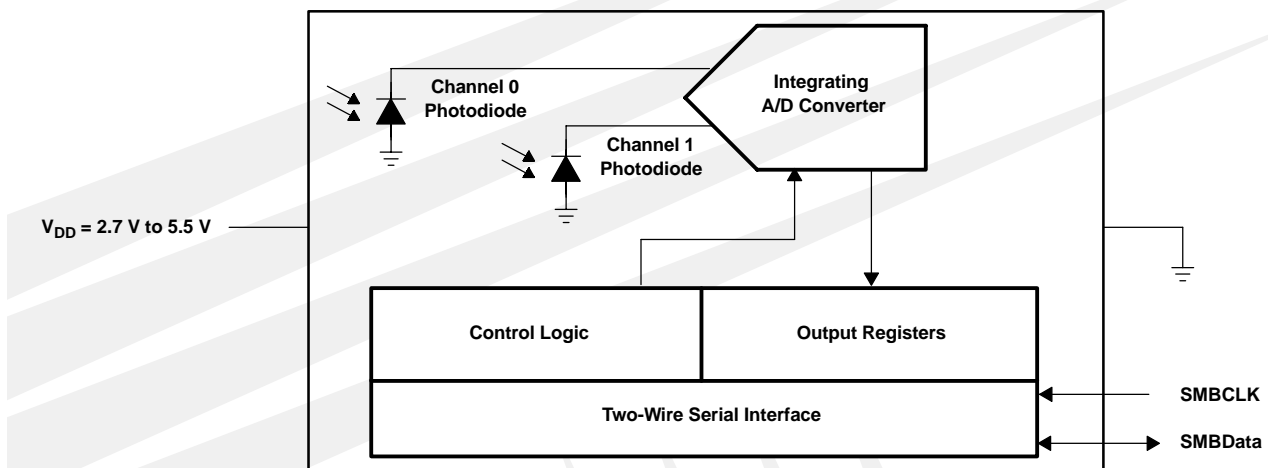 Integrating
A/D Converter
Channel 0
Photodiode
Channel 1
Photodiode
VDD = 2.7 V to 5.5 V
Control Logic
Output Registers
Two-Wire Serial Interface
SMBCLK
SMBData